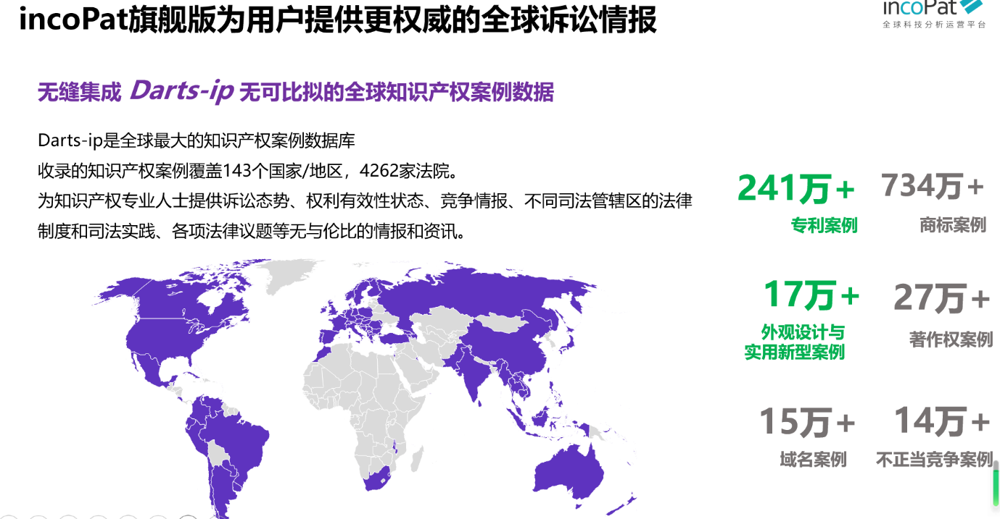 incoPat旗舰版为用户提供更权威的全球诉讼情报
incoPat
全球科技分析运营平台
无缝集成 Darts-ip 无可比拟的全球知识产权案例数据
Darts-ip是全球最大的知识产权案例数据库
收录的知识产权案例覆盖143个国家/地区，4262家法院。
为知识产权专业人士提供诉讼态势、权利有效性状态、竞争情报、不同司法管辖区的法律
制度和司法实践、各项法律议题等无与伦比的情报和资讯。
241万+
专利案例
734万+
商标案例
17万+
外观设计与
实用新型案例
27万+
著作权案例
15万+
域名案例
14万+
不正当竞争案例